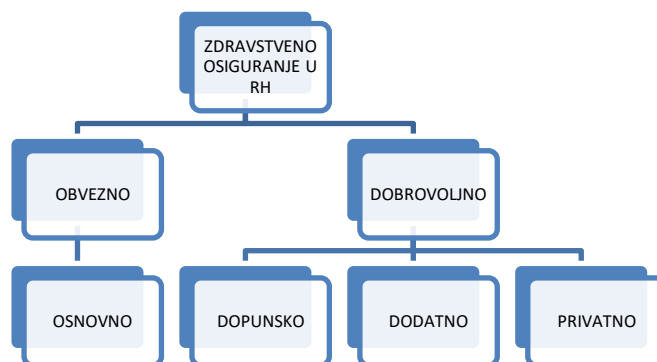 ZDRAVSTVENO
OSIGURANJE U
RH
OBVEZNO
DOBROVOLJNO
OSNOVNO
DOPUNSKO
DODATNO
PRIVATNO